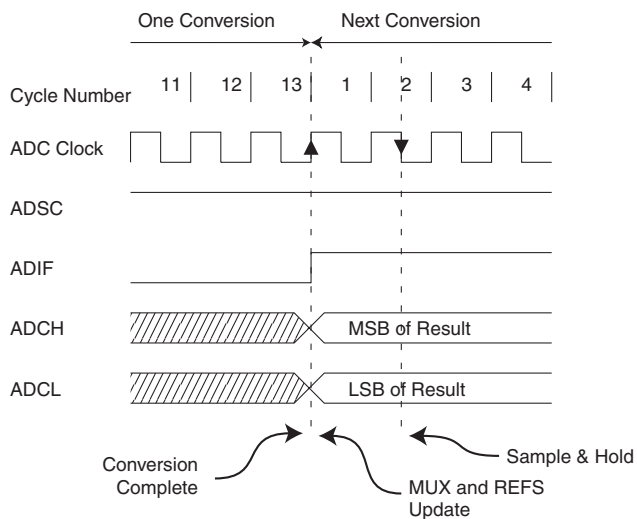 One Conversion Next Conversion
Cycle Number 11 12 13 1 2 3 4
ADC Clock
ADSC
ADIF
ADCH MSB of Result
ADCL LSB of Result
Conversion
Complete
MUX and REFS
Update
Sample & Hold